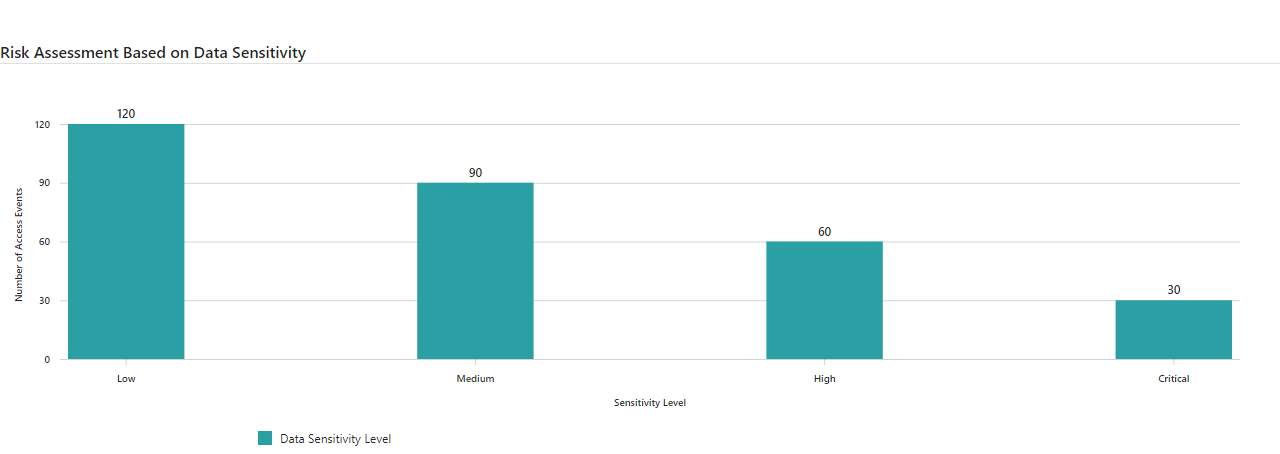 Risk Assessment Based on Data Sensitivity
120
90
60
30
120
90
60
30
0
Number of Access Events
Low
Medium
High
Critical
Sensitivity Level
Data Sensitivity Level